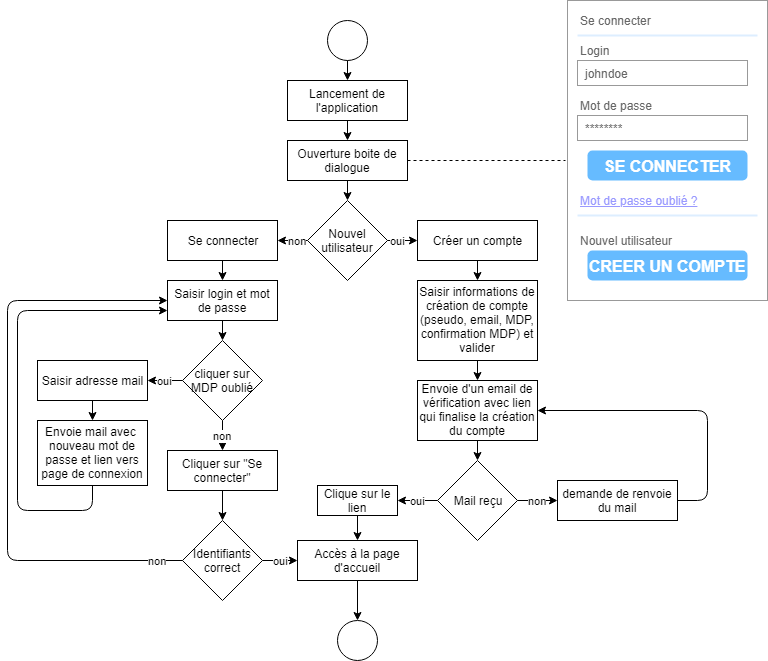 Lancement de
l'application
Ouverture boite de
dialogue
Nouvel
utilisateur
non
oui
Se connecter
Créer un compte
Saisir login et mot
de passe
Saisir informations de
création de compte
(pseudo, email, MDP,
confirmation MDP) et
valider
cliquer sur
MDP oublié
oui
non
Saisir adresse mail
Envoie mail avec
nouveau mot de
passe et lien vers
page de connexion
Cliquer sur "Se
connecter"
Envoie d'un email de
vérification avec lien
qui finalise la création
du compte
Mail reçu
oui
non
Clique sur le
lien
demande de renvoie
du mail
Identifiants
correct
non
oui
Accès à la page
d'accueil
Se connecter
Login
johndoe
Mot de passe
********
SE CONNECTER
Mot de passe oublié ?
Nouvel utilisateur
CREER UN COMPTE